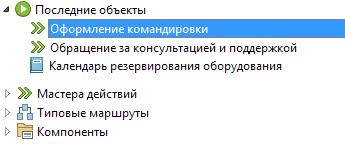 Последние объекты
Оформление командировки
Обращение за консультацией и поддержкой
Календарь резервирования оборудования
Мастера действий
Типовые маршруты
Компоненты